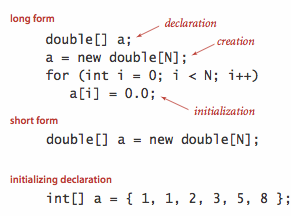 long form
declaration
double[] a;
creation
a = new double[N];
for (int i = 0; i < N; i++)
a[i] = 0.0;
initialization
short form
double[] a = new double[N];
initializing declaration
int[] a = { 1, 1, 2, 3, 5, 8 };